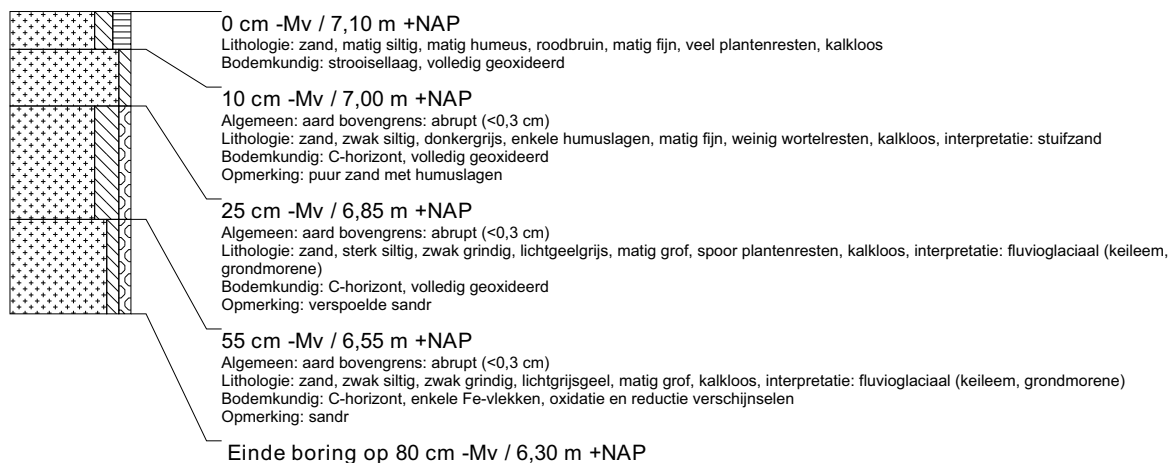 0 cm -Mv / 7,10 m +NAP
Lithologie: zand, matig siltig, matig humeus, roodbruin, matig fijn, veel plantenresten, kalkloos
Bodemkundig: strooisellaag, volledig geoxideerd
10 cm -Mv / 7,00 m +NAP
Algemeen: aard bovengrens: abrupt (<0,3 cm)
Lithologie: zand, zwak siltig, donkergrijs, enkele humuslagen, matig fijn, weinig wortelresten, kalkloos, interpretatie: stuifzand
Bodemkundig: C-horizont, volledig geoxideerd
Opmerking: puur zand met humuslagen
25 cm -Mv / 6,85 m +NAP
Algemeen: aard bovengrens: abrupt (<0,3 cm)
Lithologie: zand, sterk siltig, zwak grindig, lichtgeelgrijs, matig grof, spoor plantenresten, kalkloos, interpretatie: fluvioglaciaal (keileem,
grondmorene)
Bodemkundig: C-horizont, volledig geoxideerd
Opmerking: verspoelde sandr
55 cm -Mv / 6,55 m +NAP
Algemeen: aard bovengrens: abrupt (<0,3 cm)
Lithologie: zand, zwak siltig, zwak grindig, lichtgrijsgeel, matig grof, kalkloos, interpretatie: fluvioglaciaal (keileem, grondmorene)
Bodemkundig: C-horizont, enkele Fe-vlekken, oxidatie en reductie verschijnselen
Opmerking: sandr
Einde boring op 80 cm -Mv / 6,30 m +NAP